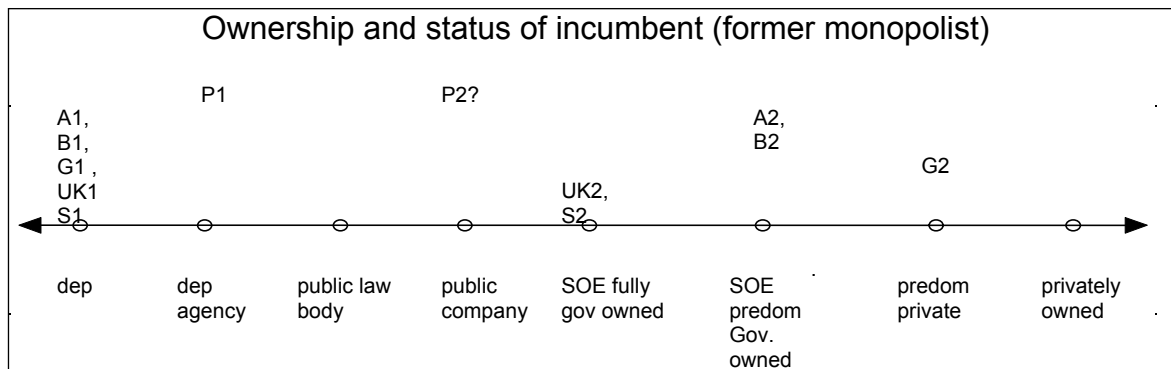 Ownership and status of incumbent (former monopolist)
P1
P2?
A1,
B1,
G1 ,
UK1
S1
A2,
B2
G2
UK2,
S2
dep
dep
agency
public law
body
public
company
SOE fully
gov owned
SOE
predom
Gov.
owned
predom
private
privately
owned